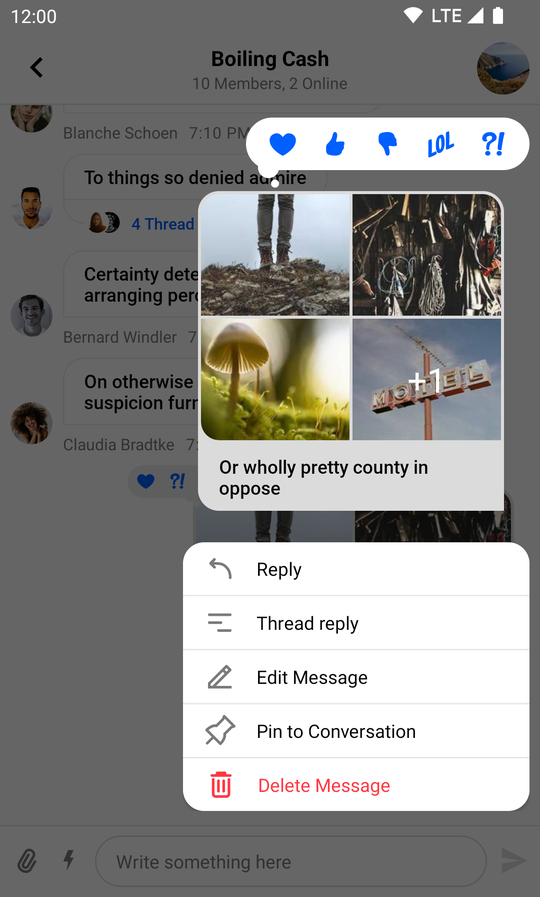 12:00
LTE
Boiling Cash
10 Members, 2 Online
Blanche Schoen 7:10 PM
LOL
?!
To things so denied admire
4 Thread
Certainty dete
arranging perc
Bernard Windler 7
On otherwise
suspicion furr
Claudia Bradtke 7:
?!
MOTEL
+1
Or wholly pretty county in
oppose
Reply
Thread reply
Edit Message
Pin to Conversation
Delete Message
Write something here